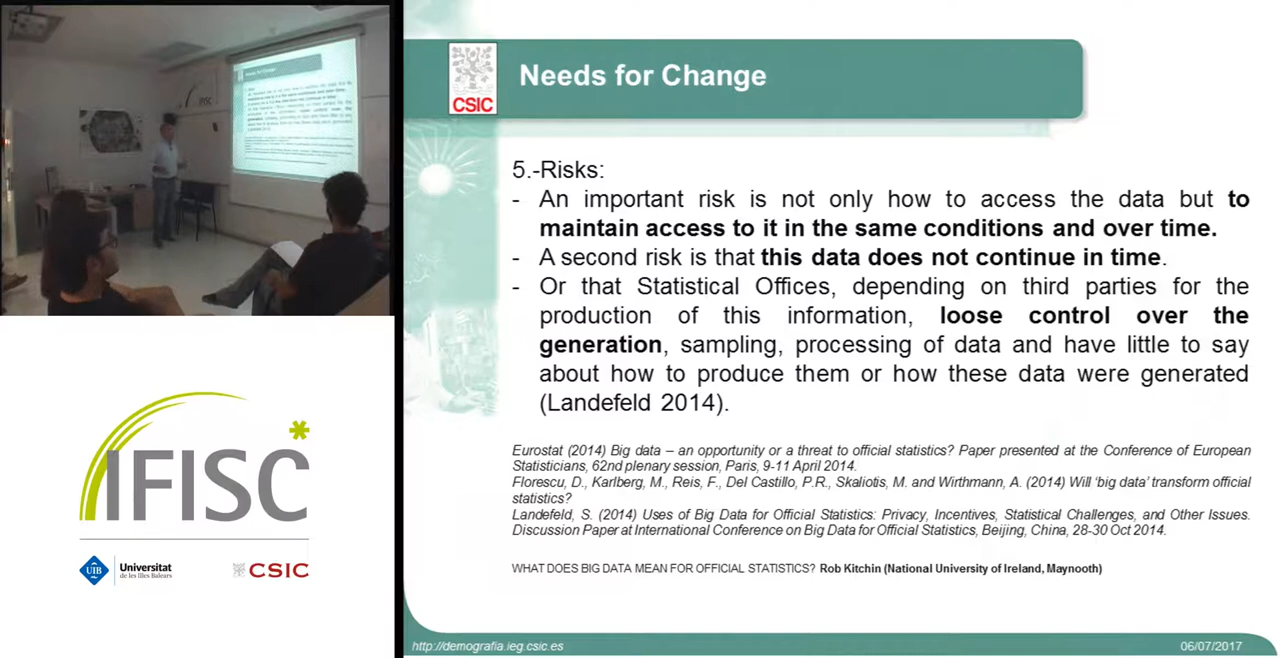 Needs for Change
CSIC
5.-Risks:
- An important risk is not only how to access the data but to
maintain access to it in the same conditions and over time.
- A second risk is that this data does not continue in time.
- Or that Statistical Offices, depending on third parties for the
production of this information, loose control over the
generation, sampling, processing of data and have little to say
about how to produce them or how these data were generated
(Landefeld 2014).
Eurostat (2014) Big data – an opportunity or a threat to official statistics? Paper presented at the Conference of European
Statisticians, 62nd plenary session, Paris, 9-11 April 2014.
Florescu, D., Karlberg, M., Reis, F., Del Castillo, P.R., Skaliotis, M. and Wirthmann, A. (2014) Will ‘big data’ transform official
statistics?
Landefeld, S. (2014) Uses of Big Data for Official Statistics: Privacy, Incentives, Statistical Challenges, and Other Issues.
Discussion Paper at International Conference on Big Data for Official Statistics, Beijing, China, 28-30 Oct 2014.
WHAT DOES BIG DATA MEAN FOR OFFICIAL STATISTICS? Rob Kitchin (National University of Ireland, Maynooth)
http://demografia.ieg.csic.es
06/07/2017
IFISC
IFISC
UIB
Universitat
de les Illes Balears
CSIC